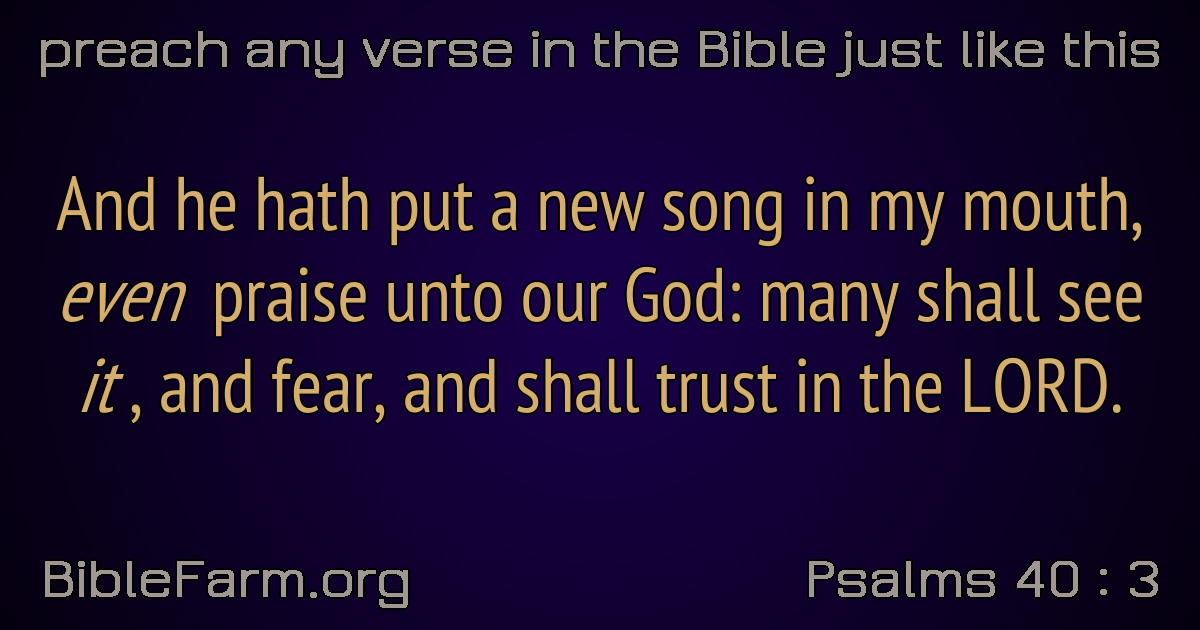 preach any verse in the Bible just like this
And he hath put a new song in my mouth,
even praise unto our God: many shall see
it , and fear, and shall trust in the LORD.
BibleFarm.org
Psalms 40 : 3